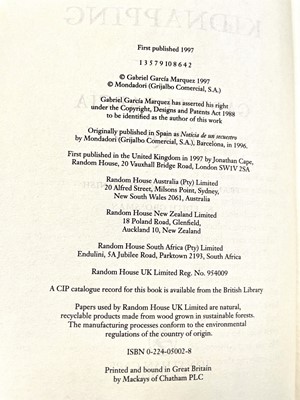 First published 1997
1 3 5 7 9 10 8 6 4 2
© Gabriel García Marquez 1997
© Mondadori (Grijalbo Comercial, S.A.)
Gabriel García Marquez has asserted his right
under the Copyright, Designs and Patents Act 1988
to be identified as the author of this work
Originally published in Spain as Noticia de un secuestro
by Mondadori (Grijalbo Comercial, S.A.), Barcelona, in 1996.
First published in the United Kingdom in 1997 by Jonathan Cape,
Random House, 20 Vauxhall Bridge Road, London SW1V 2SA
Random House Australia (Pty) Limited
20 Alfred Street, Milsons Point, Sydney,
New South Wales 2061, Australia
Random House New Zealand Limited
18 Poland Road, Glenfield,
Auckland 10, New Zealand
Random House South Africa (Pty) Limited
Endulini, 5A Jubilee Road, Parktown 2193, South Africa
Random House UK Limited Reg. No. 954009
A CIP catalogue record for this book is available from the British Library
Papers used by Random House UK Limited are natural,
recyclable products made from wood grown in sustainable forests.
The manufacturing processes conform to the environmental
regulations of the country of origin.
ISBN 0-224-05002-8
Printed and bound in Great Britain
by Mackays of Chatham PLC